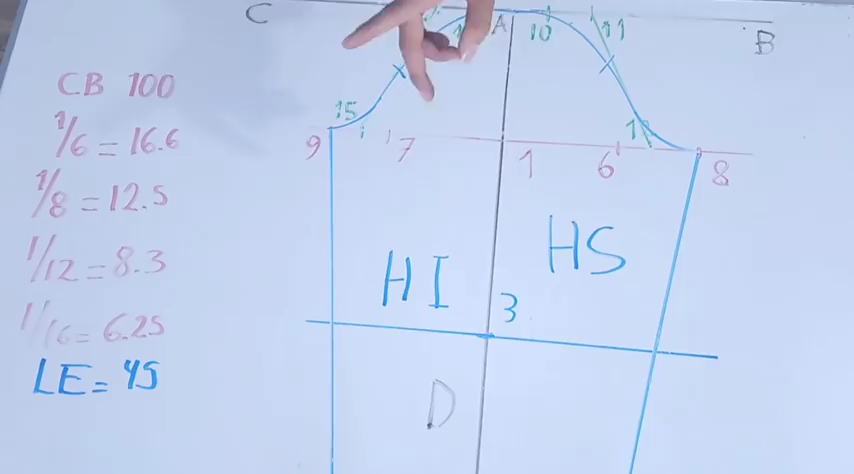 C
A
10
11
B
CB 100
1/6 = 16.6
1/8 = 12.5
1/12 = 8.3
1/16 = 6.25
LE = 45
15
9
7
1
6
8
HI
HS
3
D